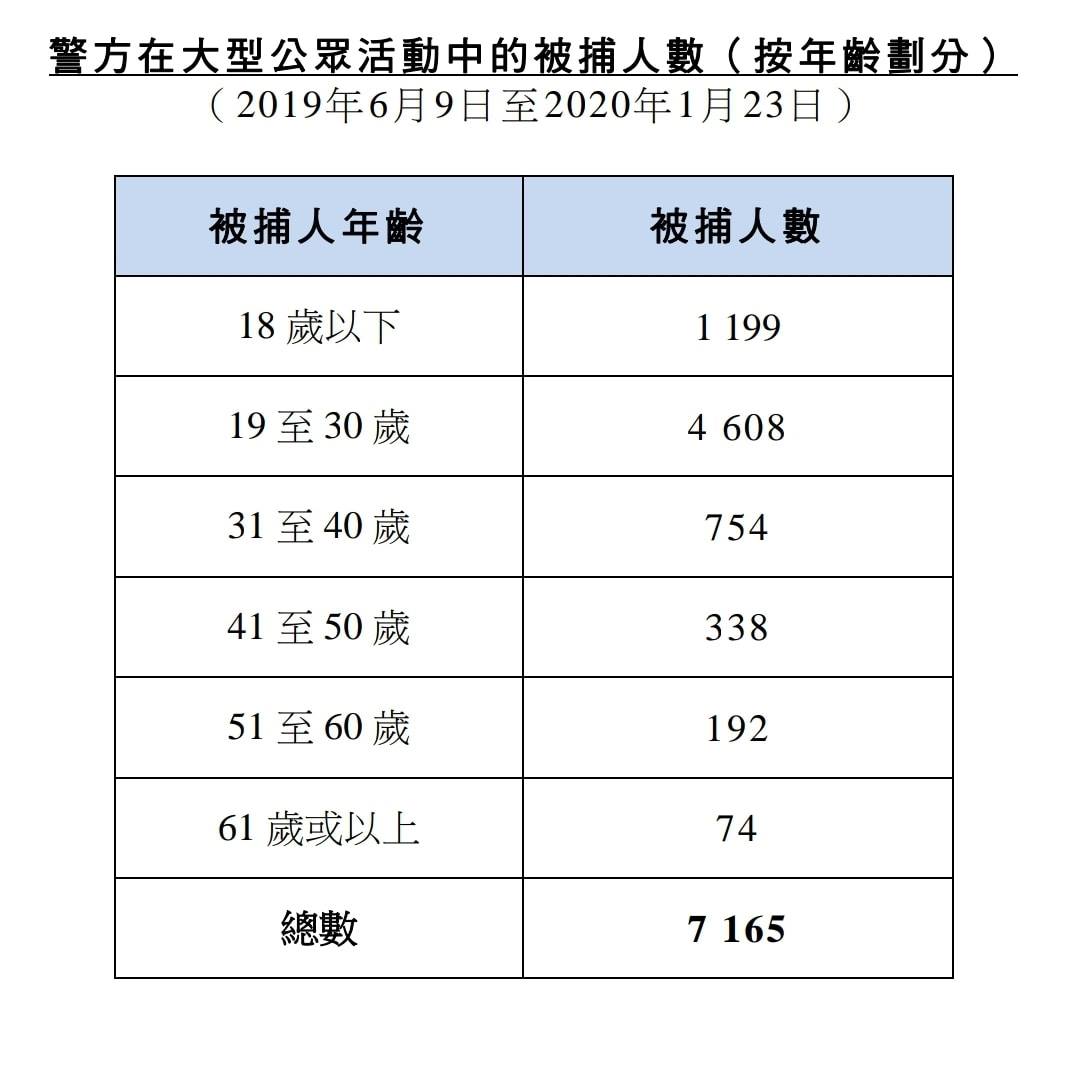 警方在大型公眾活動中的被捕人數（按年齡劃分）
（2019年6月9日至2020年1月23日）
被捕人年齡 被捕人數
18 歲以下 1 199
19 至 30 歲 4 608
31 至 40 歲 754
41 至 50 歲 338
51 至 60 歲 192
61 歲或以上 74
總數 7 165